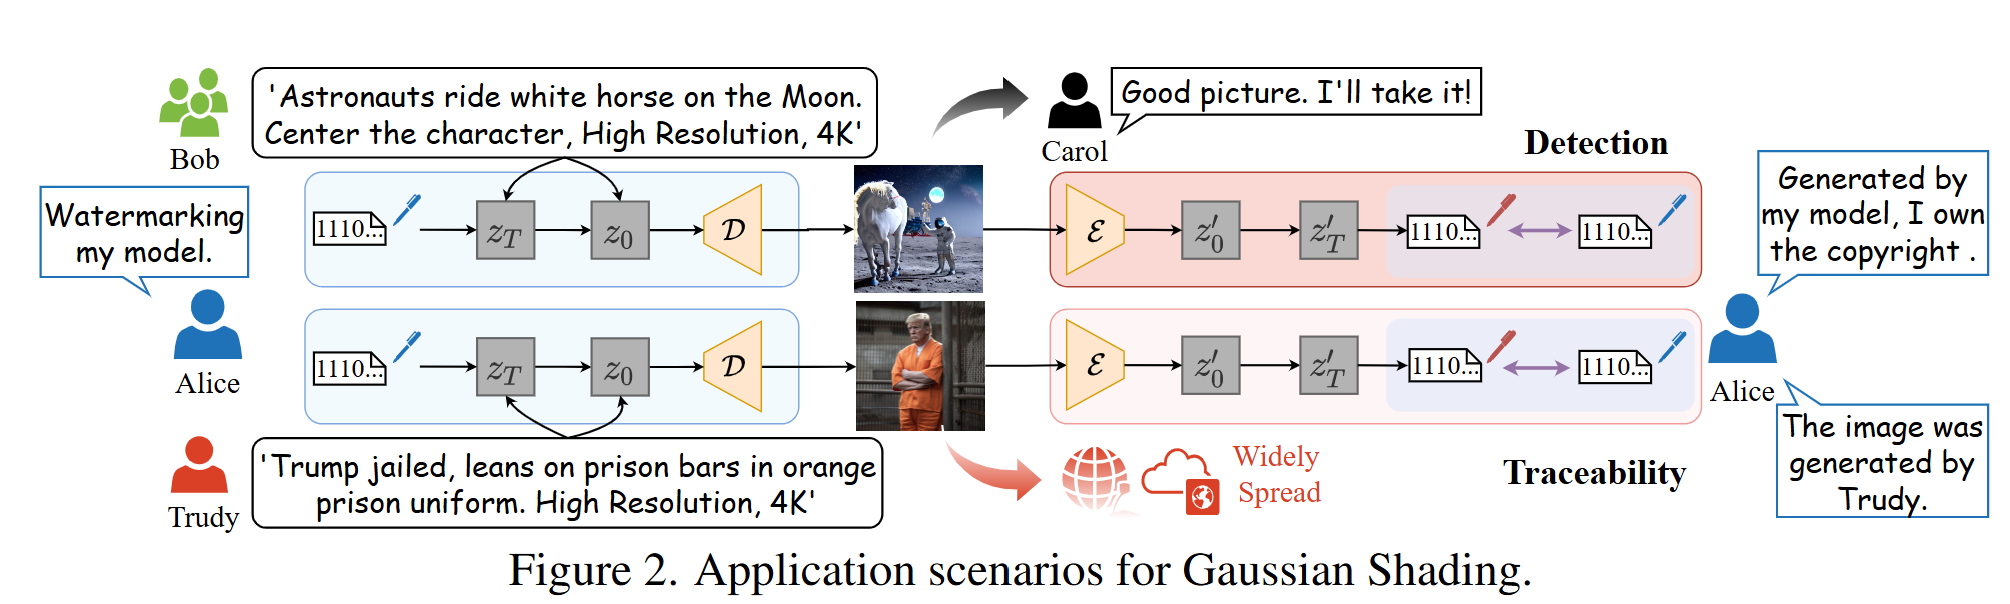 Bob
'Astronauts ride white horse on the Moon.
Center the character, High Resolution, 4K'
Carol
Good picture. I'll take it!
Detection
Watermarking
my model.
Alice
1110...
z_T
z_0
𝒟
ℰ
z'_0
z'_T
1110...
1110...
Generated by
my model, I own
the copyright .
1110...
z_T
z_0
𝒟
ℰ
z'_0
z'_T
1110...
1110...
Alice
Trudy
'Trump jailed, leans on prison bars in orange
prison uniform. High Resolution, 4K'
Widely
Spread
Traceability
The image was
generated by
Trudy.
Figure 2. Application scenarios for Gaussian Shading.